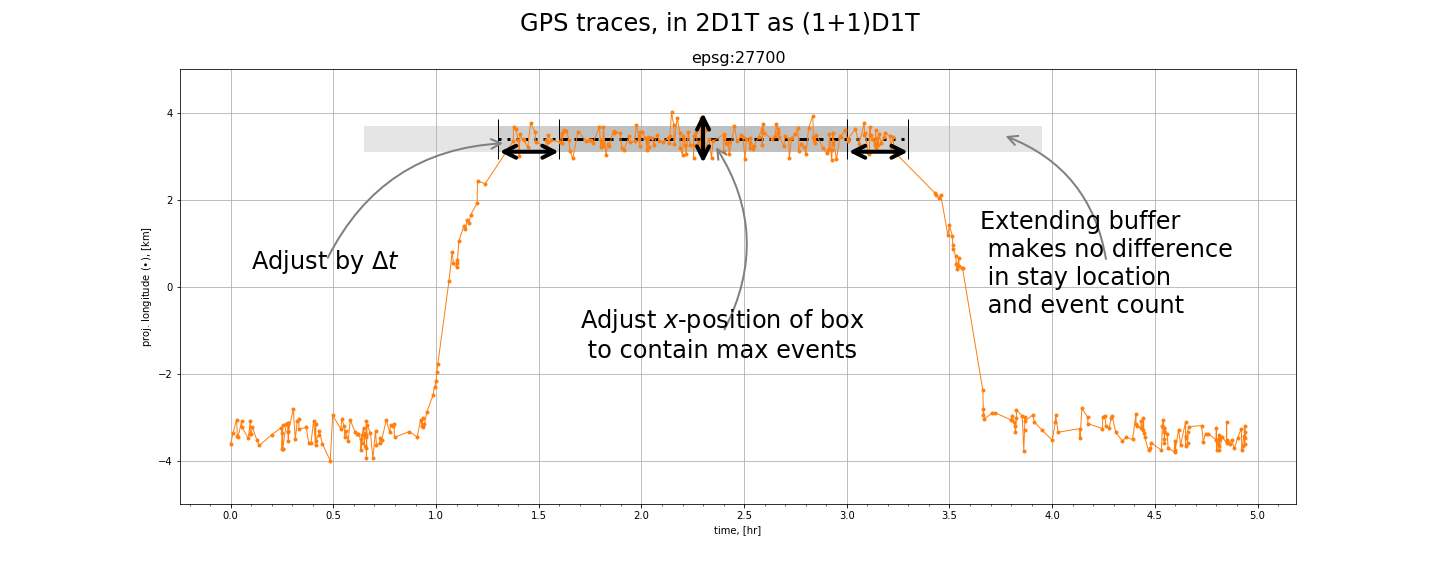 GPS traces, in 2D1T as (1+1)D1T
epsg:27700
proj. longitude (•), [km]
4
2
0
−2
−4
Adjust by Δt
Adjust x-position of box
to contain max events
Extending buffer
makes no difference
in stay location
and event count
0.0 0.5 1.0 1.5 2.0 2.5 3.0 3.5 4.0 4.5 5.0
time, [hr]